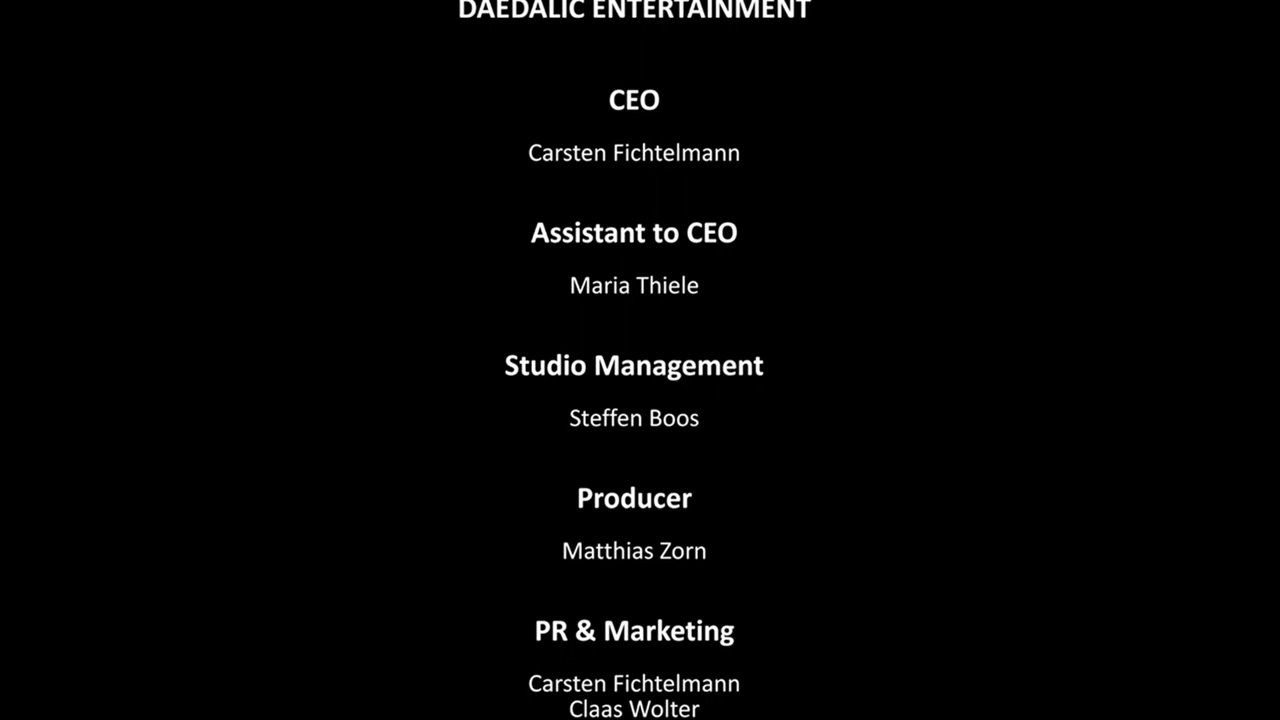 DAEDALIC ENTERTAINMENT
CEO
Carsten Fichtelmann
Assistant to CEO
Maria Thiele
Studio Management
Steffen Boos
Producer
Matthias Zorn
PR & Marketing
Carsten Fichtelmann
Claas Wolter